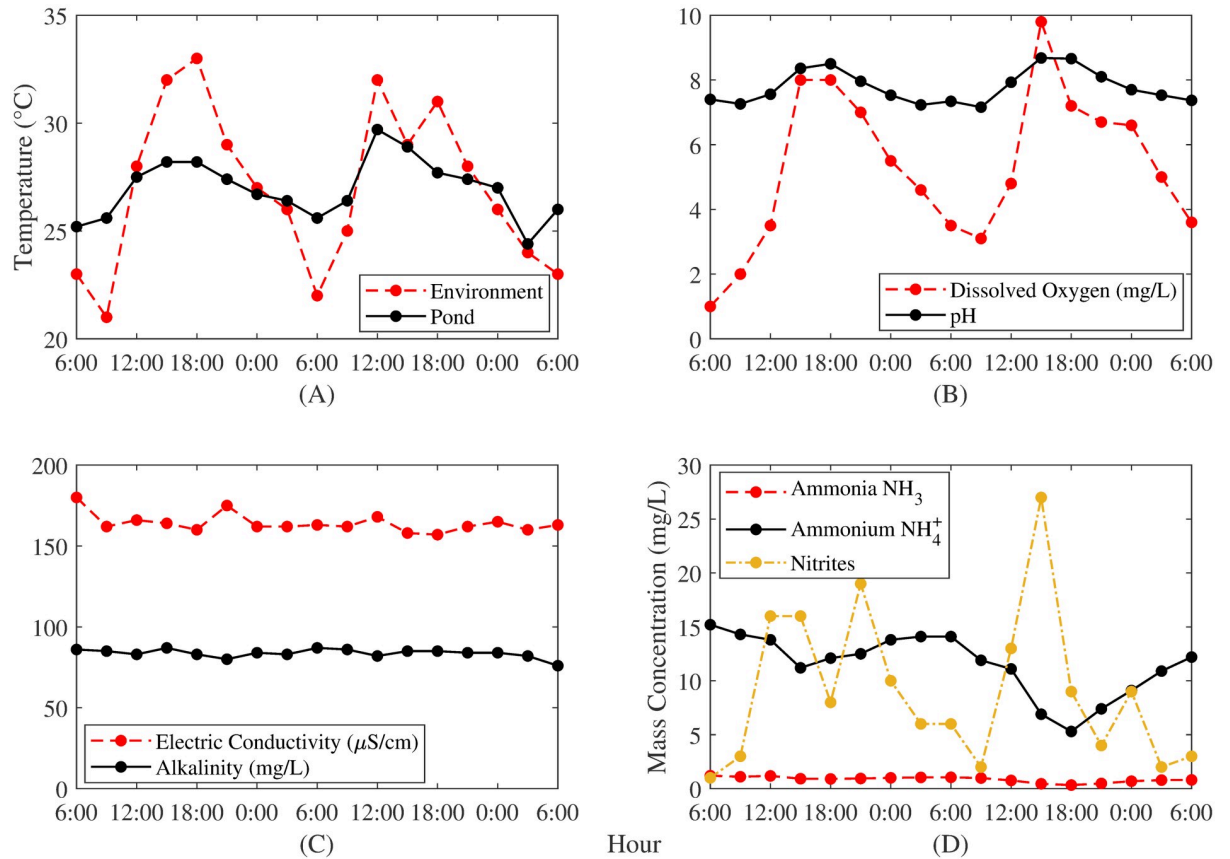 35
30
25
20
Temperature (°C)
Environment
Pond
6:00 12:00 18:00 0:00 6:00 12:00 18:00 0:00 6:00
(A)
10
8
6
4
2
0
Dissolved Oxygen (mg/L)
pH
6:00 12:00 18:00 0:00 6:00 12:00 18:00 0:00 6:00
(B)
200
150
100
50
0
Electric Conductivity (μS/cm)
Alkalinity (mg/L)
6:00 12:00 18:00 0:00 6:00 12:00 18:00 0:00 6:00
(C)
30
25
20
15
10
5
0
Mass Concentration (mg/L)
Ammonia NH₃
Ammonium NH₄⁺
Nitrites
6:00 12:00 18:00 0:00 6:00 12:00 18:00 0:00 6:00
(D)
Hour